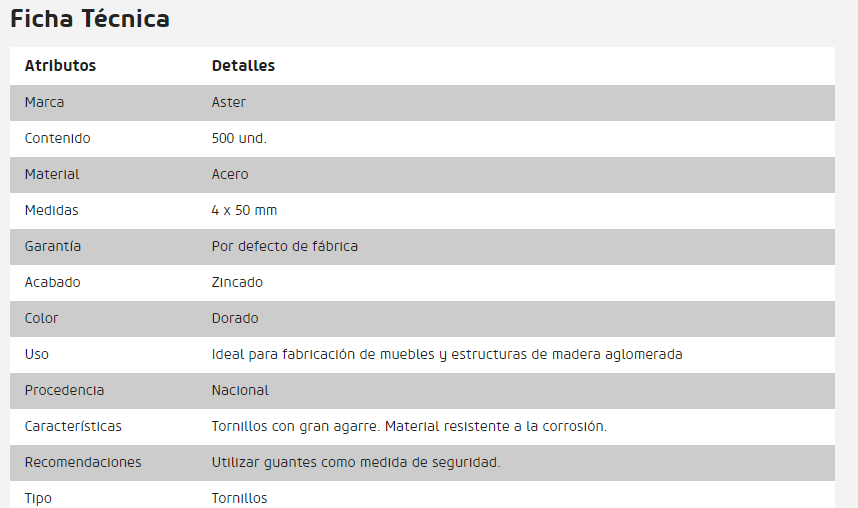 Ficha Técnica
Atributos Detalles
Marca Aster
Contenido 500 und.
Material Acero
Medidas 4 x 50 mm
Garantía Por defecto de fábrica
Acabado Zincado
Color Dorado
Uso Ideal para fabricación de muebles y estructuras de madera aglomerada
Procedencia Nacional
Características Tornillos con gran agarre. Material resistente a la corrosión.
Recomendaciones Utilizar guantes como medida de seguridad.
Tipo Tornillos